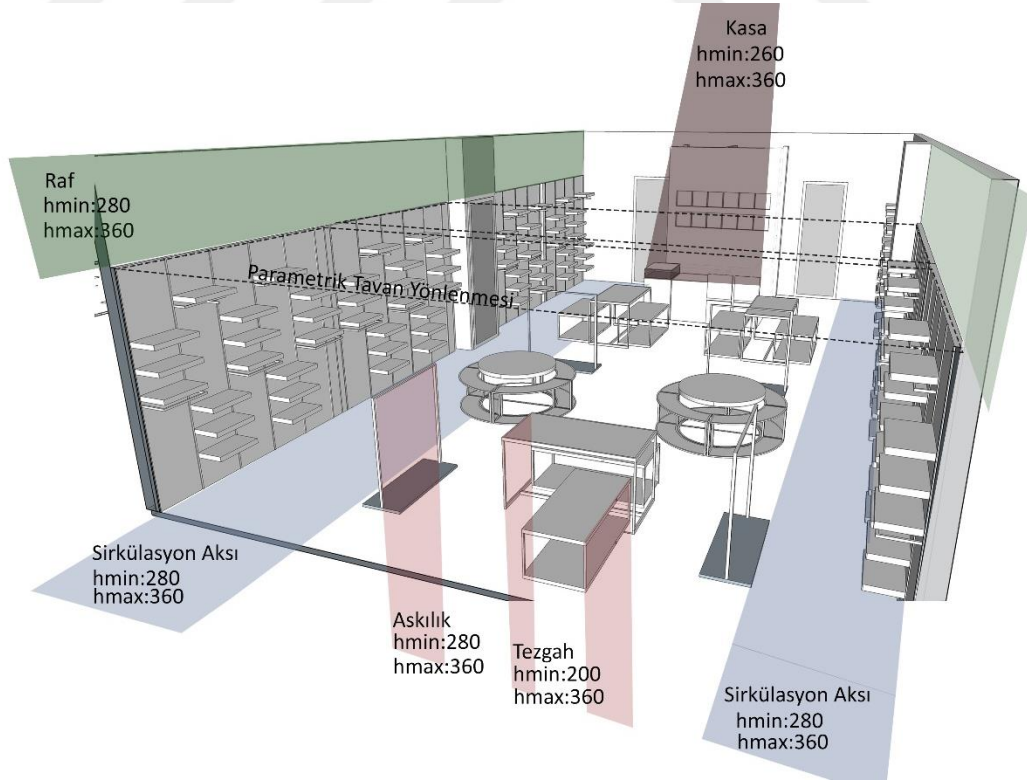 Kasa
hmin:260
hmax:360
Raf
hmin:280
hmax:360
Parametrik Tavan Yönlenmesi
Sirkülasyon Aksı
hmin:280
hmax:360
Askılık
hmin:280
hmax:360
Tezgah
hmin:200
hmax:360
Sirkülasyon Aksı
hmin:280
hmax:360